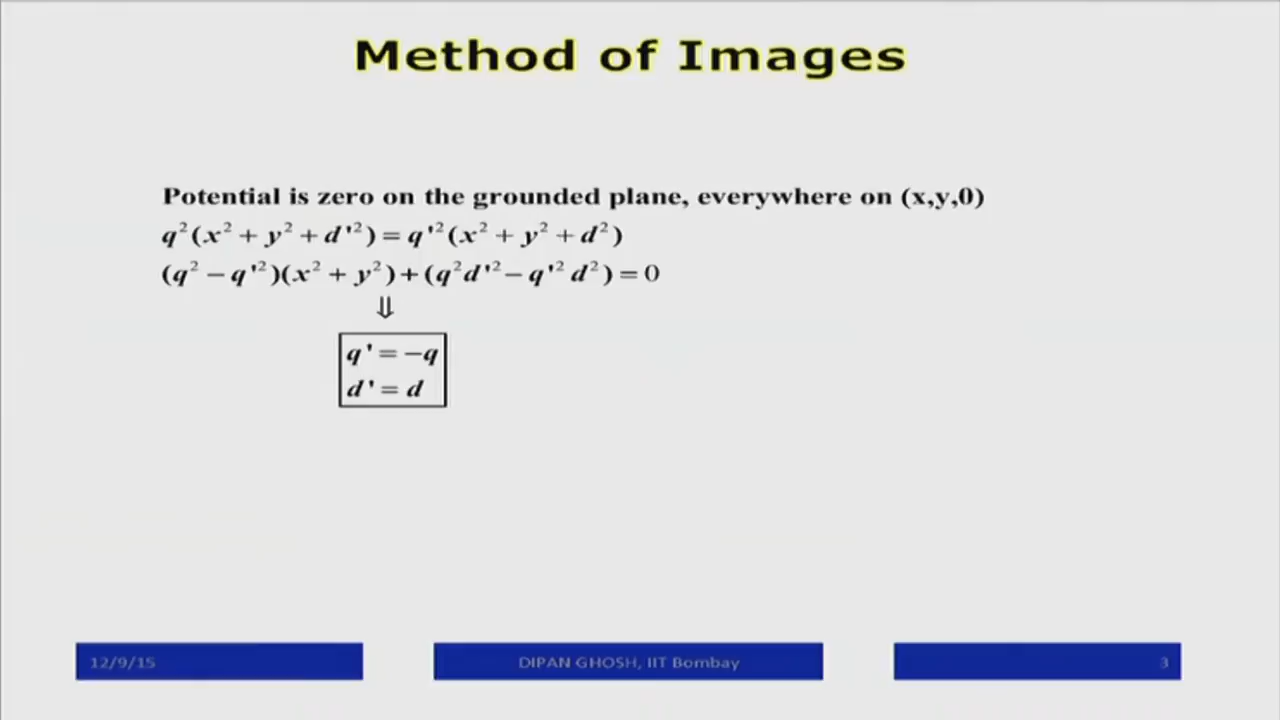 Method of Images
Potential is zero on the grounded plane, everywhere on (x,y,0)
q²(x² + y² + d'²) = q'²(x² + y² + d²)
(q² − q'²)(x² + y²) + (q²d'² − q'² d²) = 0
⇓
q' = −q
d' = d
12/9/15
DIPAN GHOSH, IIT Bombay
3